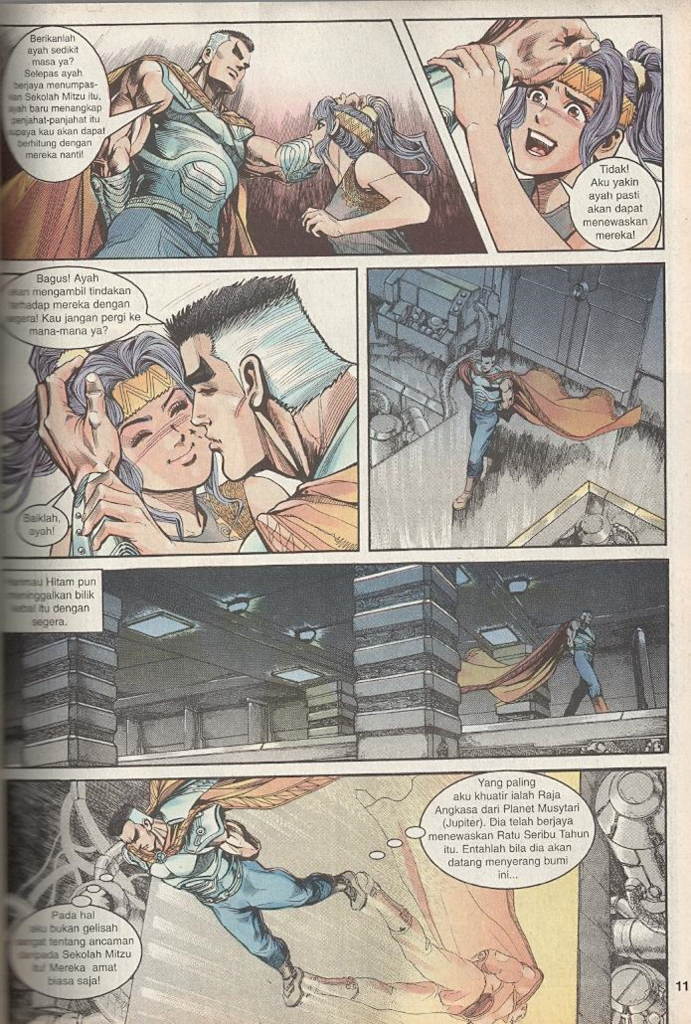 Berikanlah
ayah sedikit
masa ya?
Selepas ayah
berjaya menumpas-
kan Sekolah Mitzu itu,
ayah baru menangkap
penjahat-panjahat itu
supaya kau akan dapat
berhitung dengan
mereka nanti!
Tidak!
Aku yakin
ayah pasti
akan dapat
menewaskan
mereka!
Bagus! Ayah
akan mengambil tindakan
terhadap mereka dengan
segera! Kau jangan pergi ke
mana-mana ya?
Baiklah,
ayah!
Harimau Hitam pun
meninggalkan bilik
kebal itu dengan
segera.
Yang paling
aku khuatir ialah Raja
Angkasa dari Planet Musytari
(Jupiter). Dia telah berjaya
menewaskan Ratu Seribu Tahun
itu. Entahlah bila dia akan
datang menyerang bumi
ini...
Pada hal
aku bukan gelisah
sangat tentang ancaman
daripada Sekolah Mitzu
itu! Mereka amat
biasa saja!
11